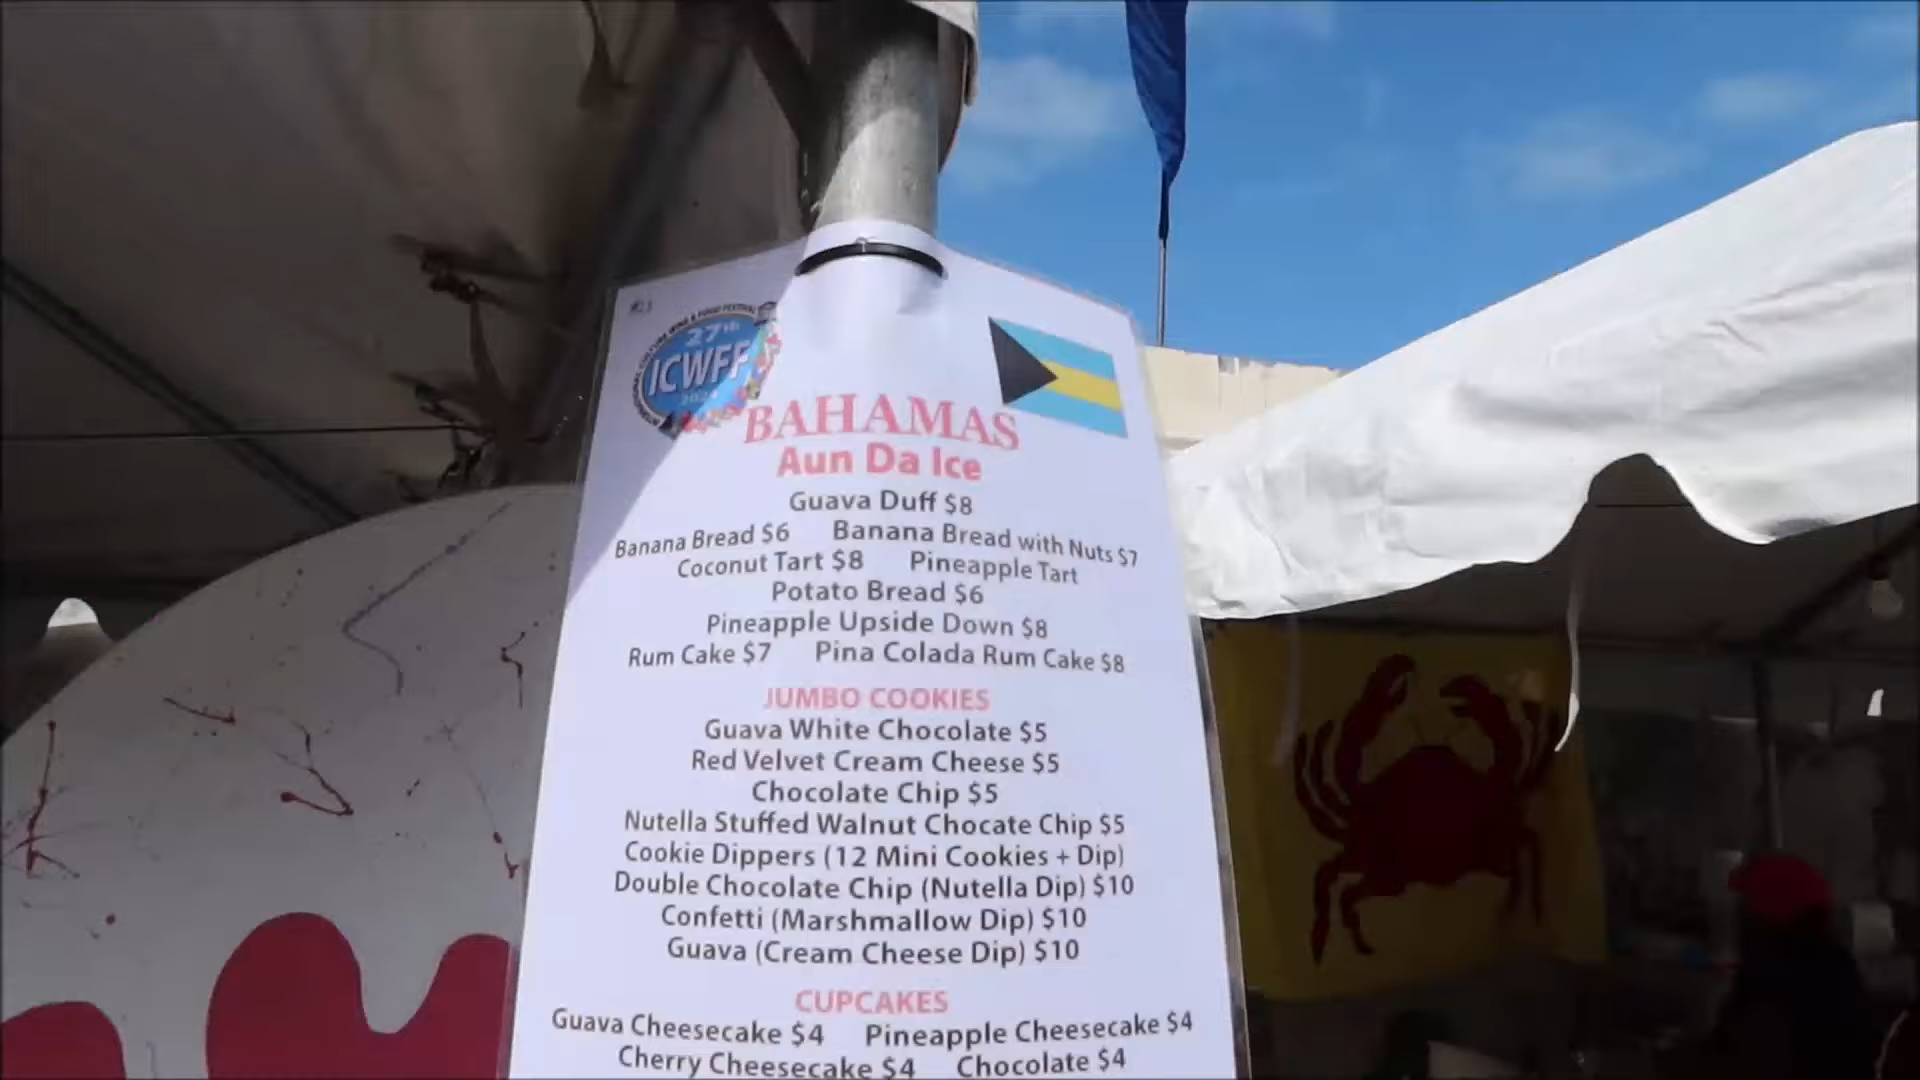 27th
ICWFF
BAHAMAS
Aun Da Ice
Guava Duff $8
Banana Bread $6 Banana Bread with Nuts $7
Coconut Tart $8 Pineapple Tart
Potato Bread $6
Pineapple Upside Down $8
Rum Cake $7 Pina Colada Rum Cake $8
JUMBO COOKIES
Guava White Chocolate $5
Red Velvet Cream Cheese $5
Chocolate Chip $5
Nutella Stuffed Walnut Chocate Chip $5
Cookie Dippers (12 Mini Cookies + Dip)
Double Chocolate Chip (Nutella Dip) $10
Confetti (Marshmallow Dip) $10
Guava (Cream Cheese Dip) $10
CUPCAKES
Guava Cheesecake $4 Pineapple Cheesecake $4
Cherry Cheesecake $4 Chocolate $4